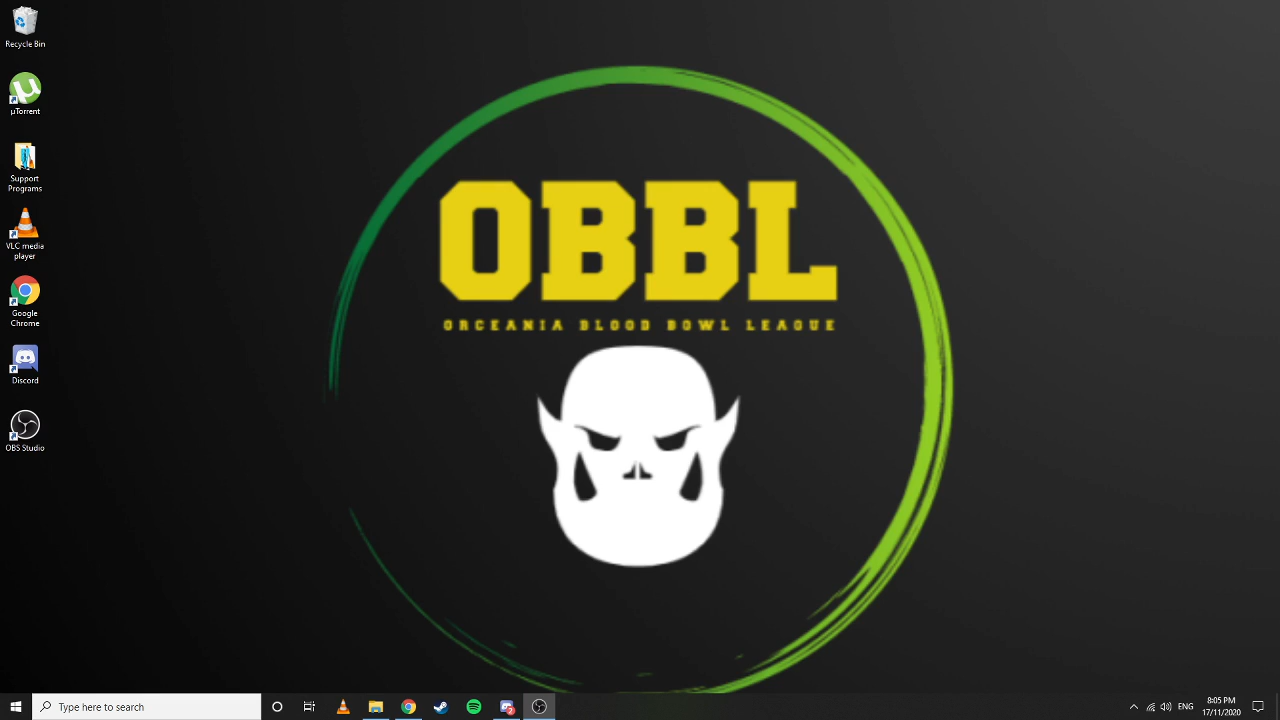 Recycle Bin
µTorrent
Support
Programs
VLC media
player
Google
Chrome
Discord
OBS Studio
OBBL
ORCEANIA BLOOD BOWL LEAGUE
Type here to search
2
ENG
8:05 PM
17/11/2020